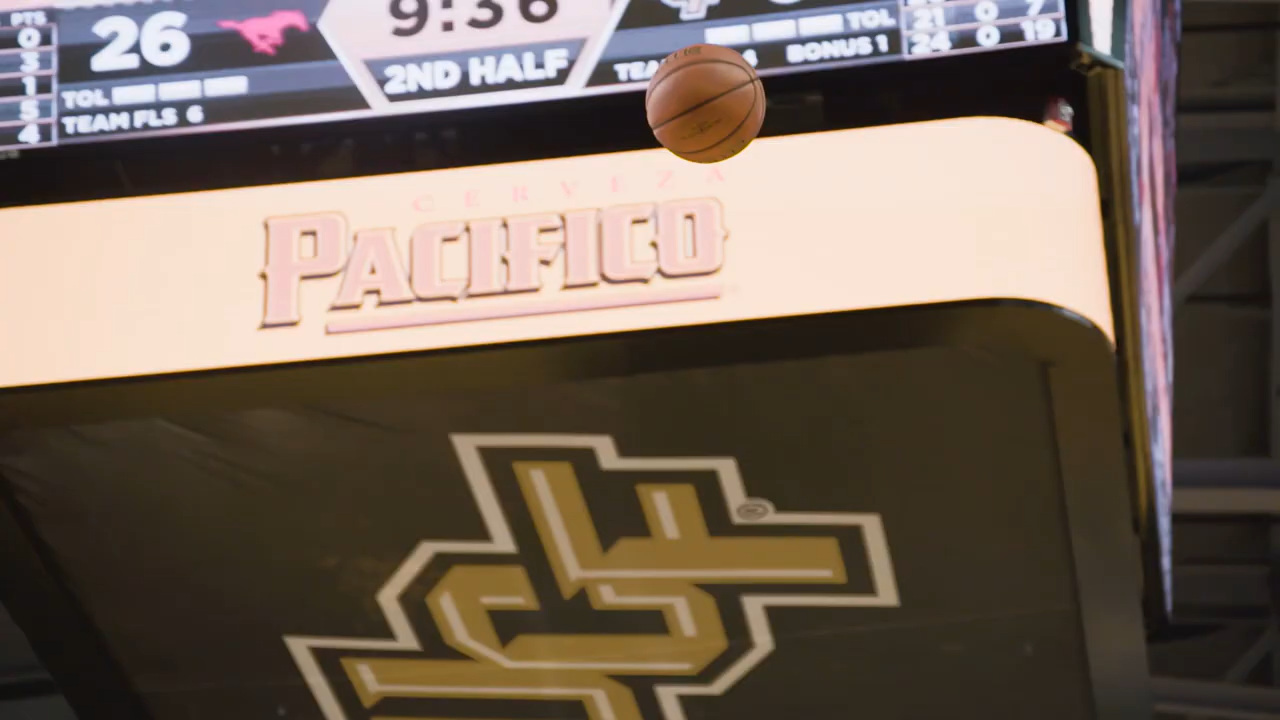 PTS
0
3
1
5
4
26
TOL
TEAM FLS 6
9:36
2ND HALF
TOL
BONUS 1
21 0 7
24 0 19
CERVEZA
PACIFICO
UCF